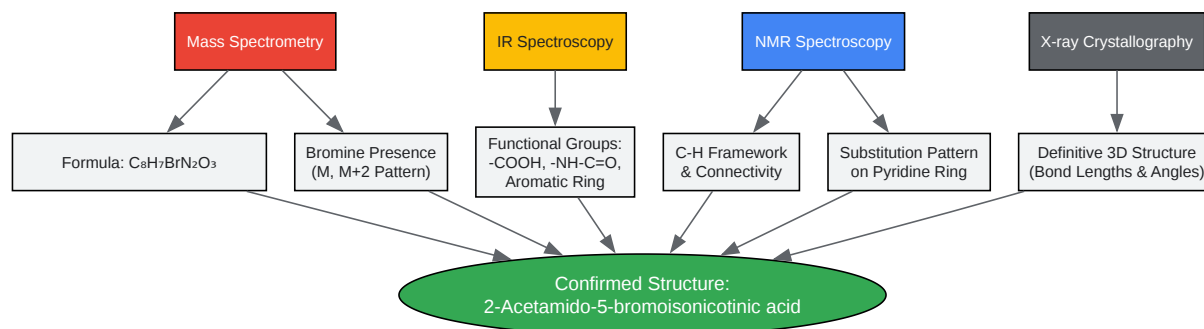 Mass Spectrometry
IR Spectroscopy
NMR Spectroscopy
X-ray Crystallography
Formula: C₈H₇BrN₂O₃
Bromine Presence
(M, M+2 Pattern)
Functional Groups:
-COOH, -NH-C=O,
Aromatic Ring
C-H Framework
& Connectivity
Substitution Pattern
on Pyridine Ring
Definitive 3D Structure
(Bond Lengths & Angles)
Confirmed Structure:
2-Acetamido-5-bromoisonicotinic acid